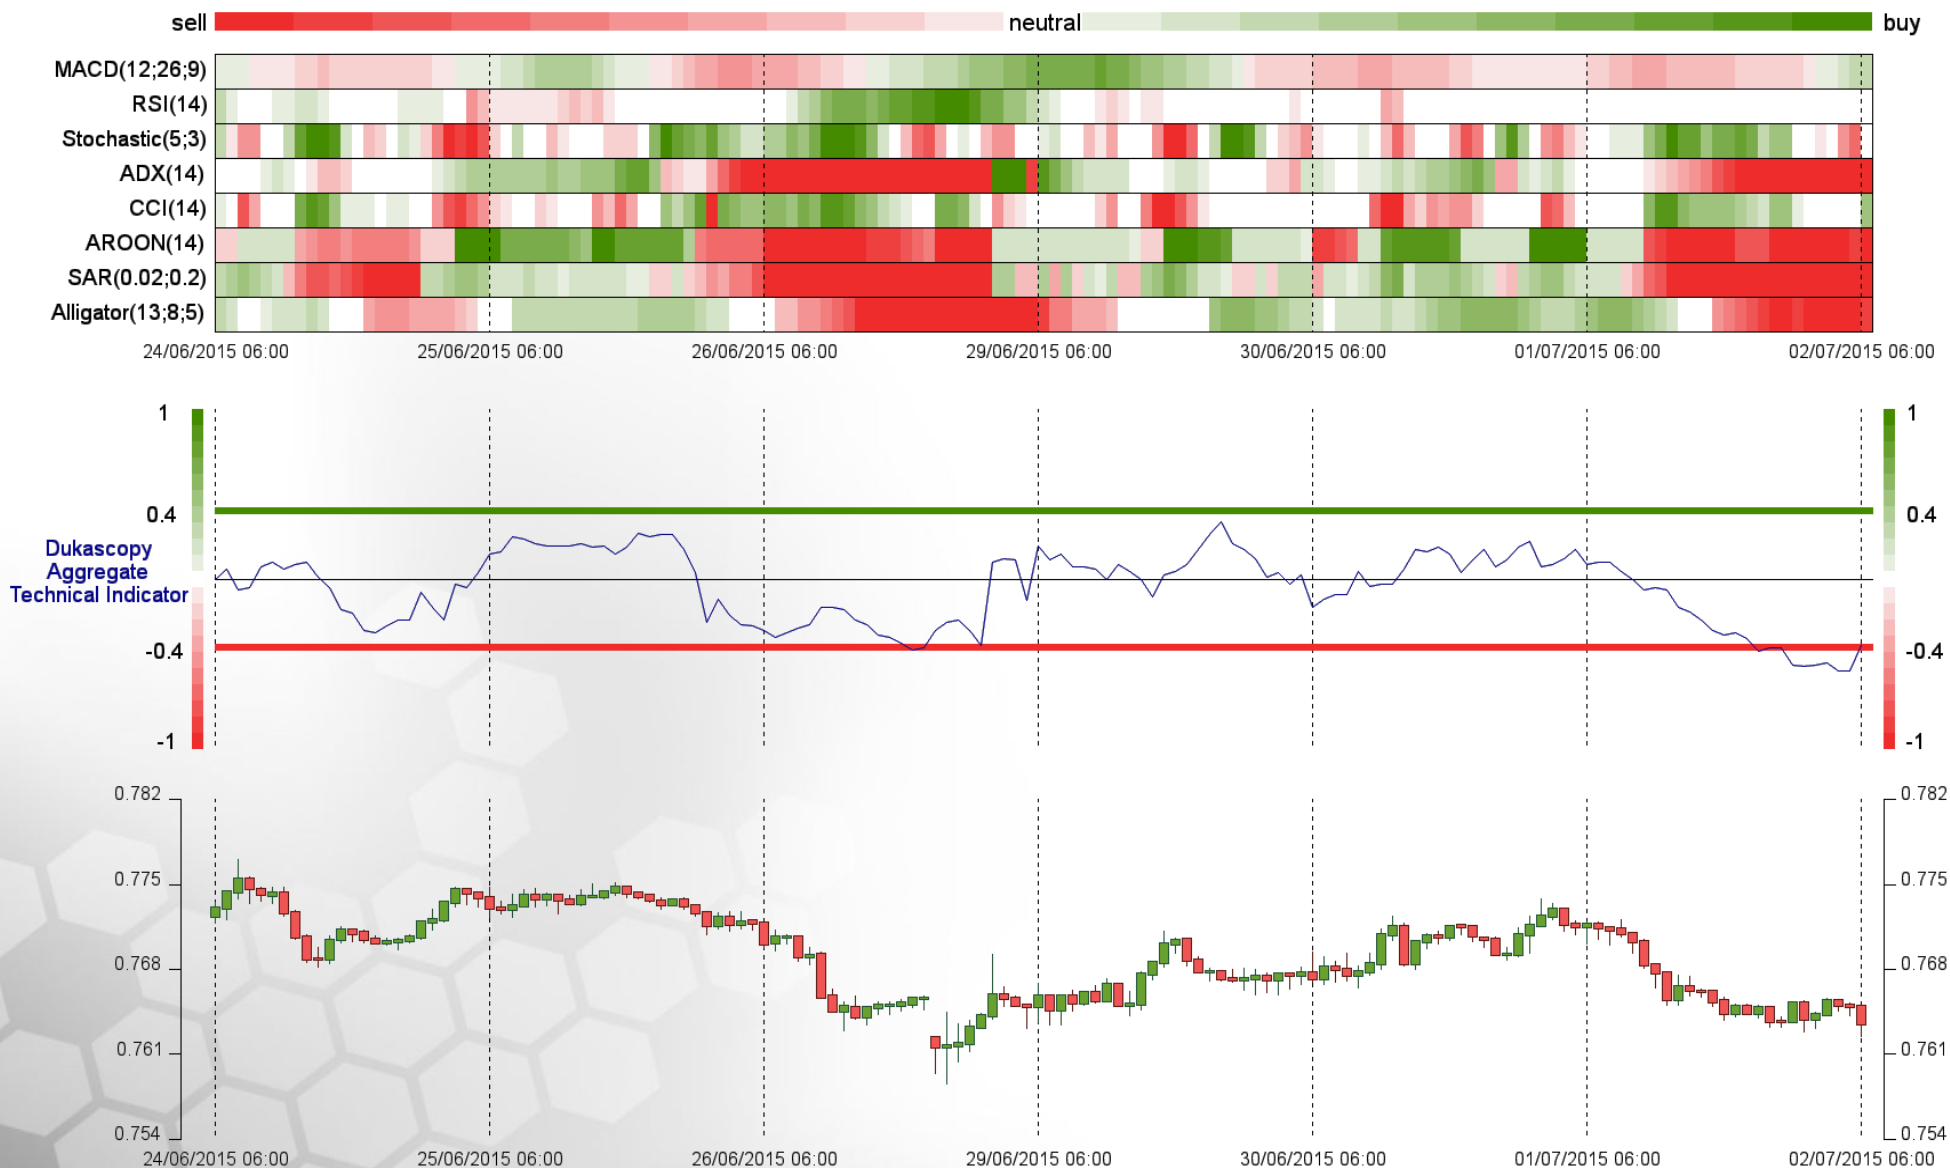 sell neutral buy
MACD(12;26;9)
RSI(14)
Stochastic(5;3)
ADX(14)
CCI(14)
AROON(14)
SAR(0.02;0.2)
Alligator(13;8;5)
24/06/2015 06:00 25/06/2015 06:00 26/06/2015 06:00 29/06/2015 06:00 30/06/2015 06:00 01/07/2015 06:00 02/07/2015 06:00
1 1
0.4 0.4
Dukascopy
Aggregate
Technical Indicator
-0.4 -0.4
-1 -1
0.782 0.782
0.775 0.775
0.768 0.768
0.761 0.761
0.754 0.754
24/06/2015 06:00 25/06/2015 06:00 26/06/2015 06:00 29/06/2015 06:00 30/06/2015 06:00 01/07/2015 06:00 02/07/2015 06:00